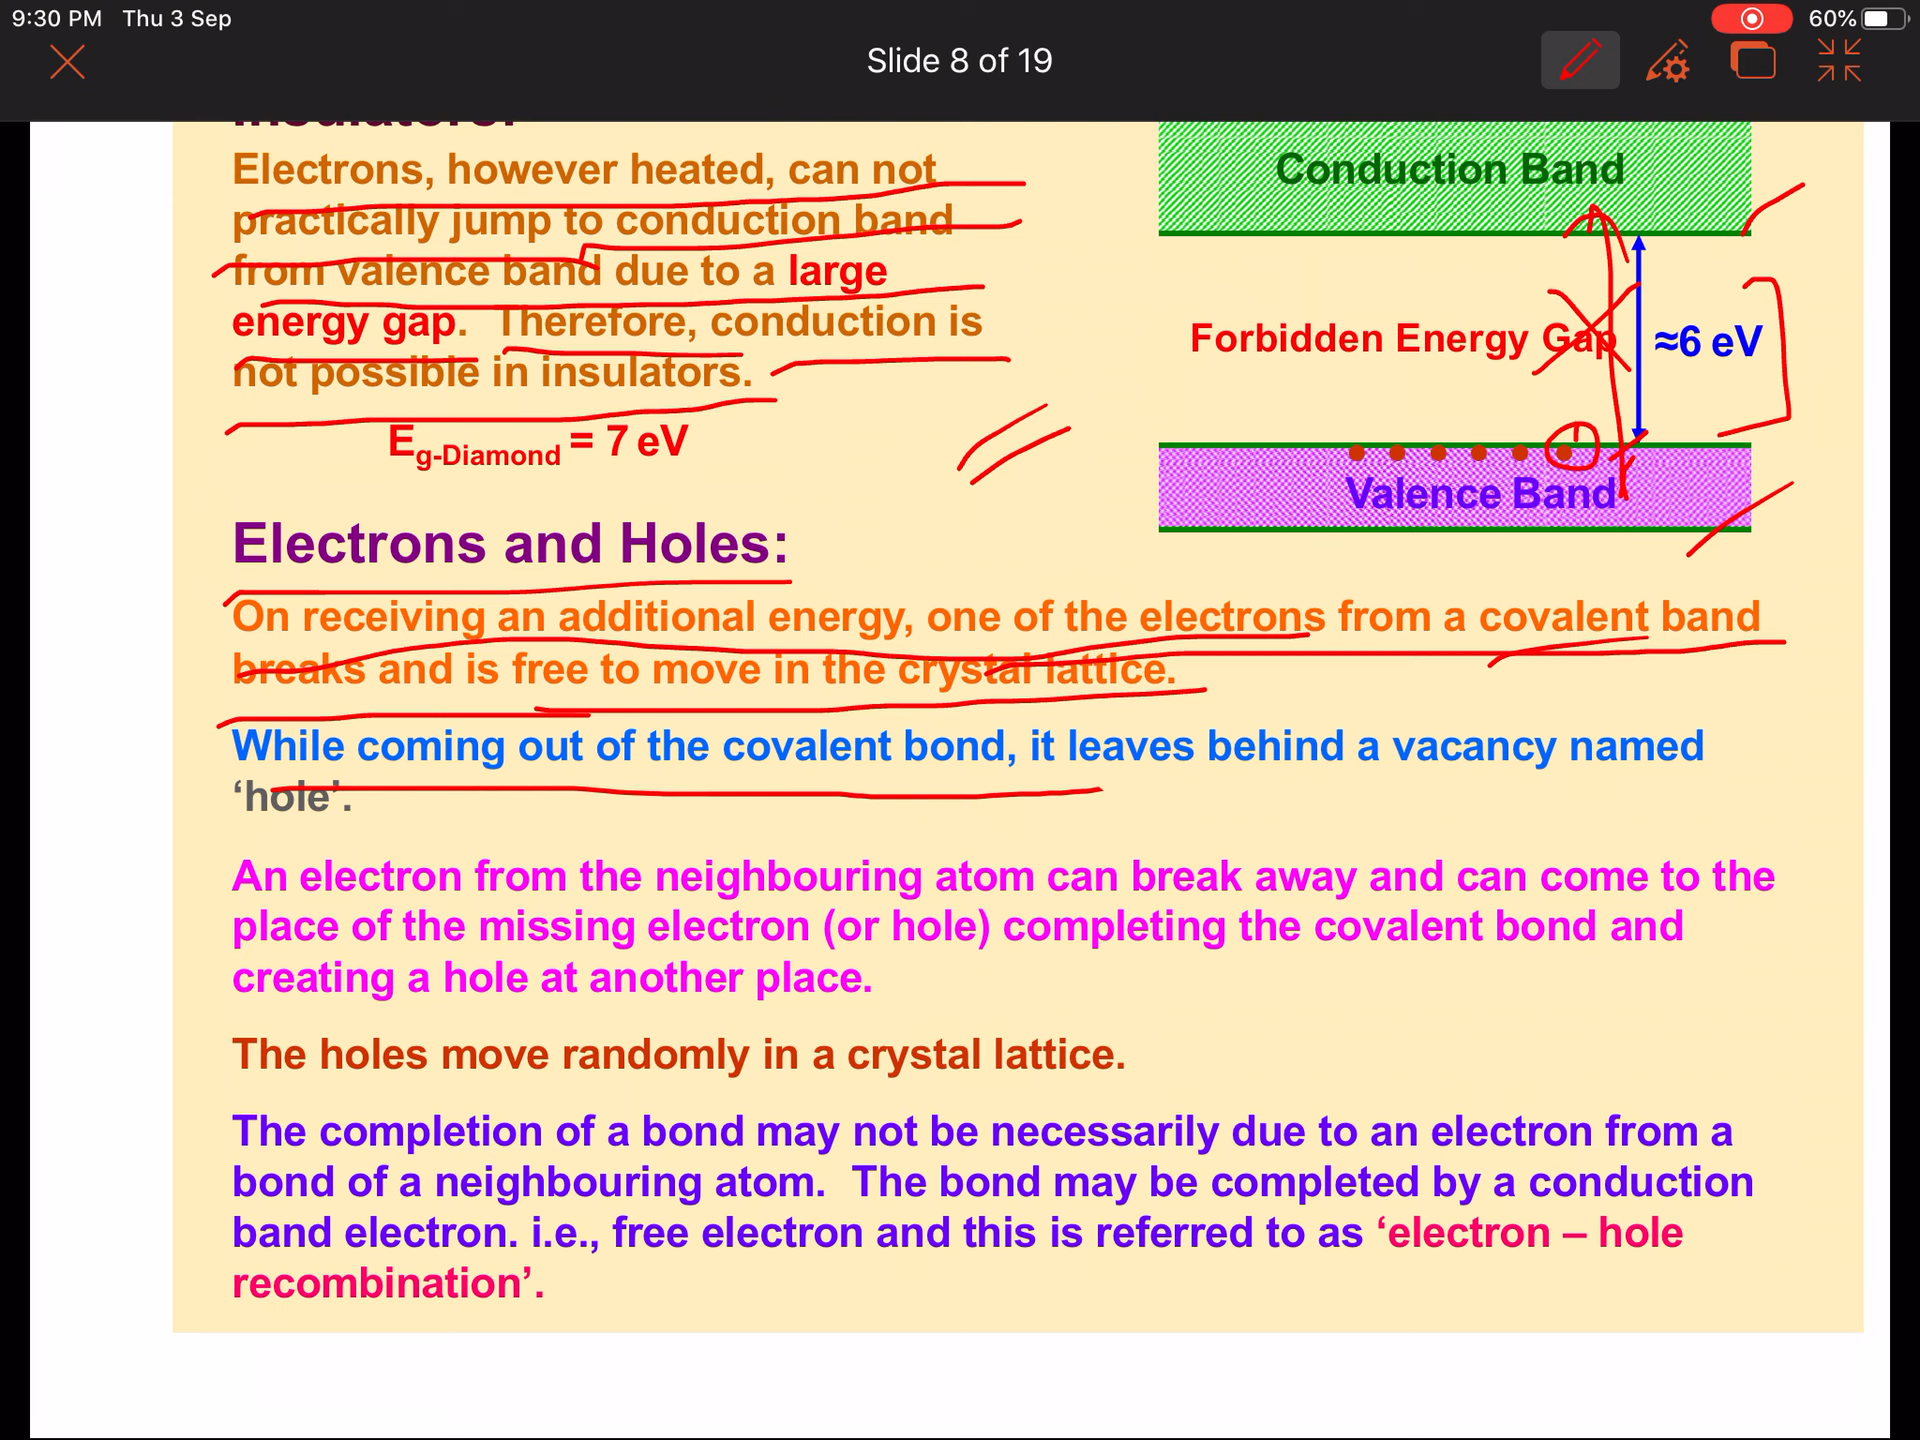 9:30 PM Thu 3 Sep
60%
Slide 8 of 19
Insulators:
Electrons, however heated, can not
practically jump to conduction band
from valence band due to a large
energy gap. Therefore, conduction is
not possible in insulators.
Eg-Diamond = 7 eV
Conduction Band
Forbidden Energy Gap
≈6 eV
Valence Band
Electrons and Holes:
On receiving an additional energy, one of the electrons from a covalent band
breaks and is free to move in the crystal lattice.
While coming out of the covalent bond, it leaves behind a vacancy named
‘hole’.
An electron from the neighbouring atom can break away and can come to the
place of the missing electron (or hole) completing the covalent bond and
creating a hole at another place.
The holes move randomly in a crystal lattice.
The completion of a bond may not be necessarily due to an electron from a
bond of a neighbouring atom. The bond may be completed by a conduction
band electron. i.e., free electron and this is referred to as ‘electron – hole
recombination’.